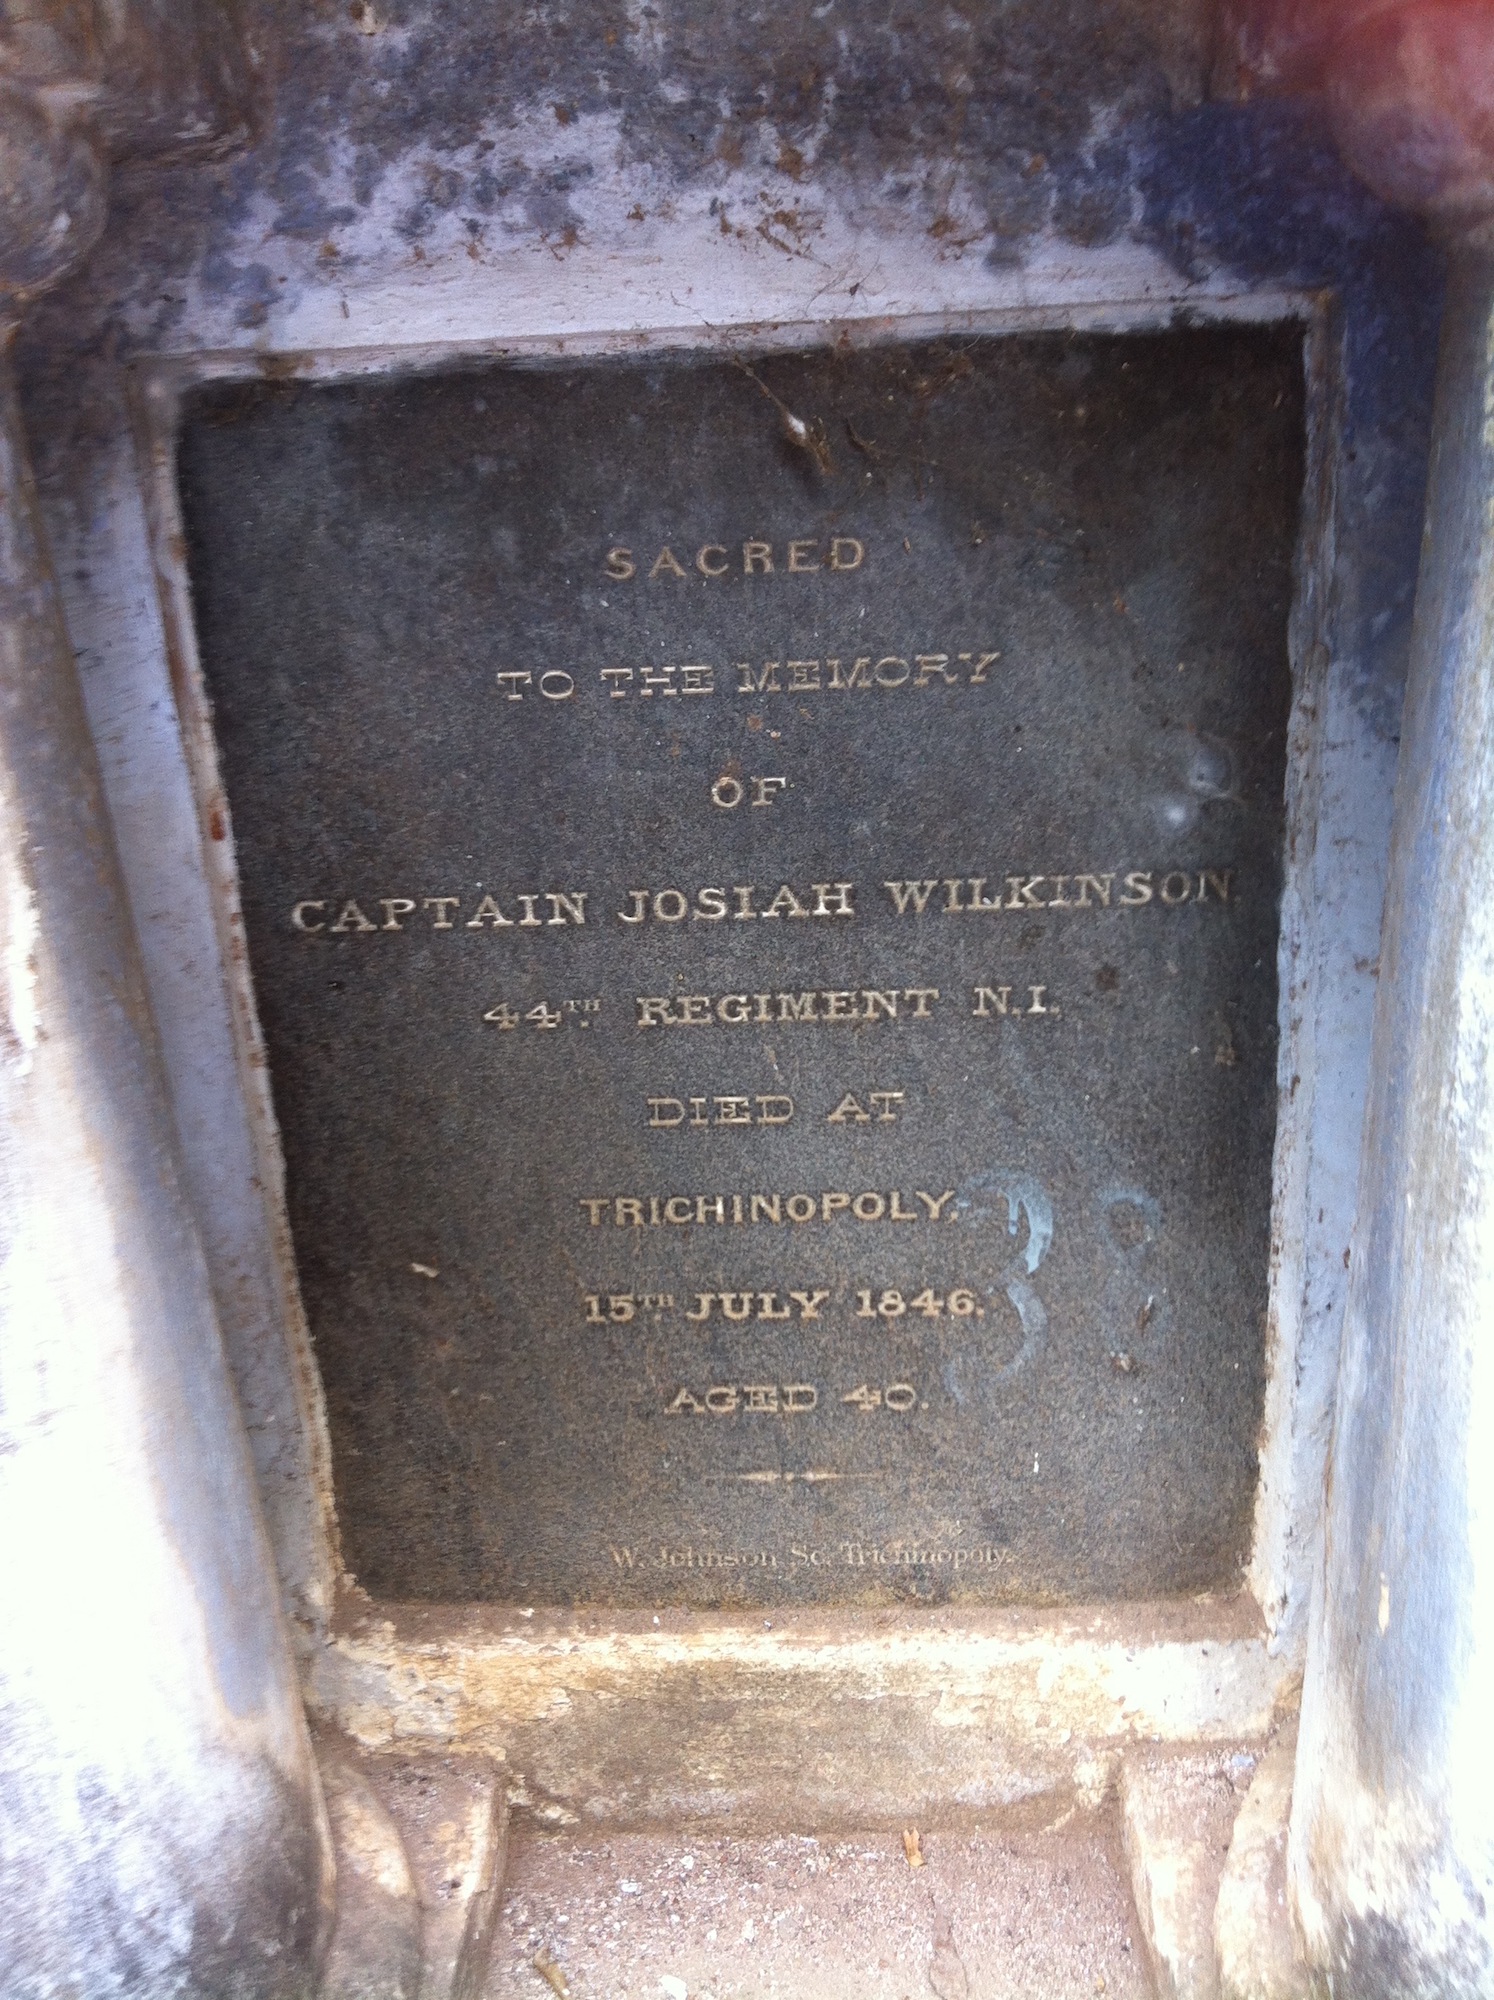 SACRED
TO THE MEMORY
OF
CAPTAIN JOSIAH WILKINSON.
44TH. REGIMENT N.I.
DIED AT
TRICHINOPOLY,
15TH. JULY 1846.
AGED 40.
W. Johnson Sc. Trichinopoly.
38